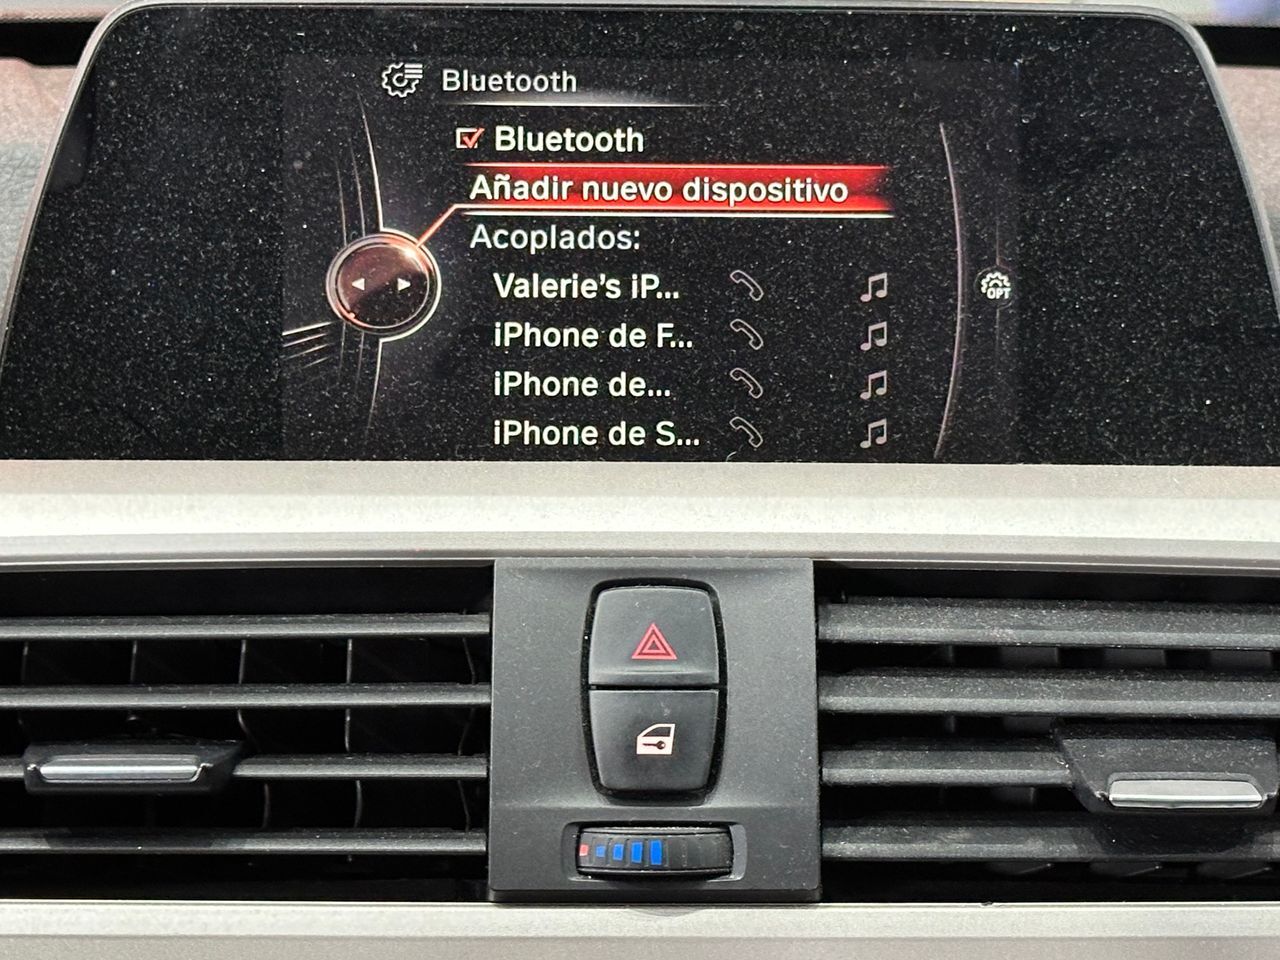 Bluetooth
Bluetooth
Añadir nuevo dispositivo
Acoplados:
Valerie's iP...
iPhone de F...
iPhone de...
iPhone de S...
OPT